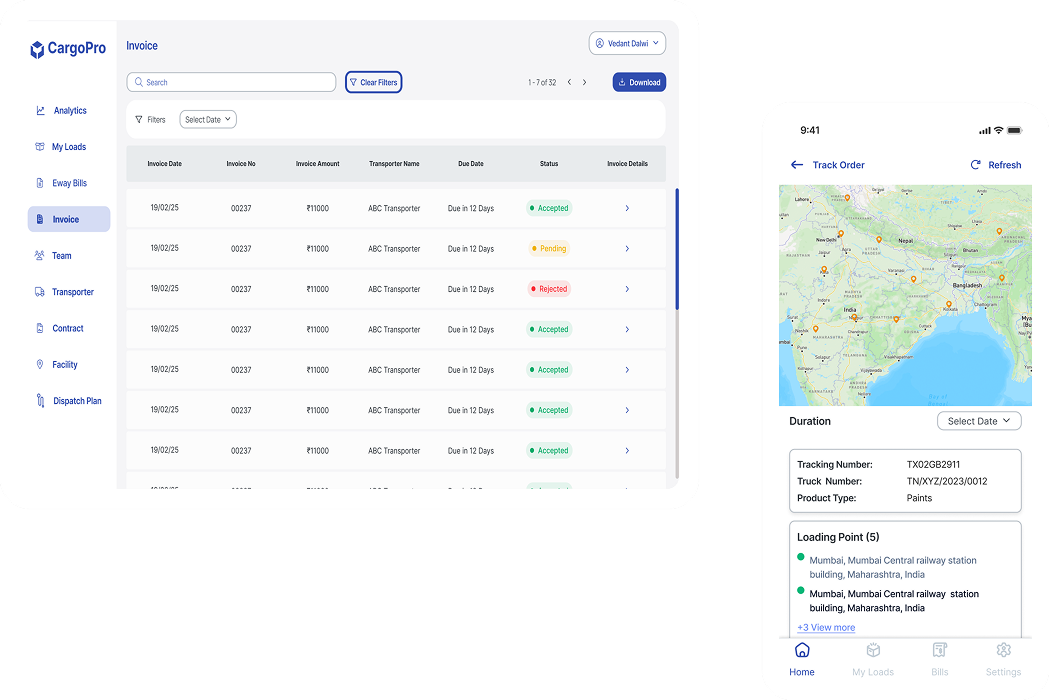 CargoPro
Invoice
Vedant Dalwi
Search
Clear Filters
1 - 7 of 32
Download
Filters
Select Date
Analytics
My Loads
Eway Bills
Invoice
Team
Transporter
Contract
Facility
Dispatch Plan
Invoice Date Invoice No Invoice Amount Transporter Name Due Date Status Invoice Details
19/02/25 00237 ₹11000 ABC Transporter Due in 12 Days Accepted
19/02/25 00237 ₹11000 ABC Transporter Due in 12 Days Pending
19/02/25 00237 ₹11000 ABC Transporter Due in 12 Days Rejected
19/02/25 00237 ₹11000 ABC Transporter Due in 12 Days Accepted
19/02/25 00237 ₹11000 ABC Transporter Due in 12 Days Accepted
19/02/25 00237 ₹11000 ABC Transporter Due in 12 Days Accepted
19/02/25 00237 ₹11000 ABC Transporter Due in 12 Days Accepted
9:41
Track Order
Refresh
Lahore
New Delhi
Nepal
Agra
Bhutan
Bangladesh
India
Kolkata
Indore
Surat
Nashik
Pune
Solapur
Vijayawada
Visakhapatnam
Duration
Select Date
Tracking Number: TX02GB2911
Truck Number: TN/XYZ/2023/0012
Product Type: Paints
Loading Point (5)
Mumbai, Mumbai Central railway station
building, Maharashtra, India
Mumbai, Mumbai Central railway station
building, Maharashtra, India
+3 View more
Home My Loads Bills Settings